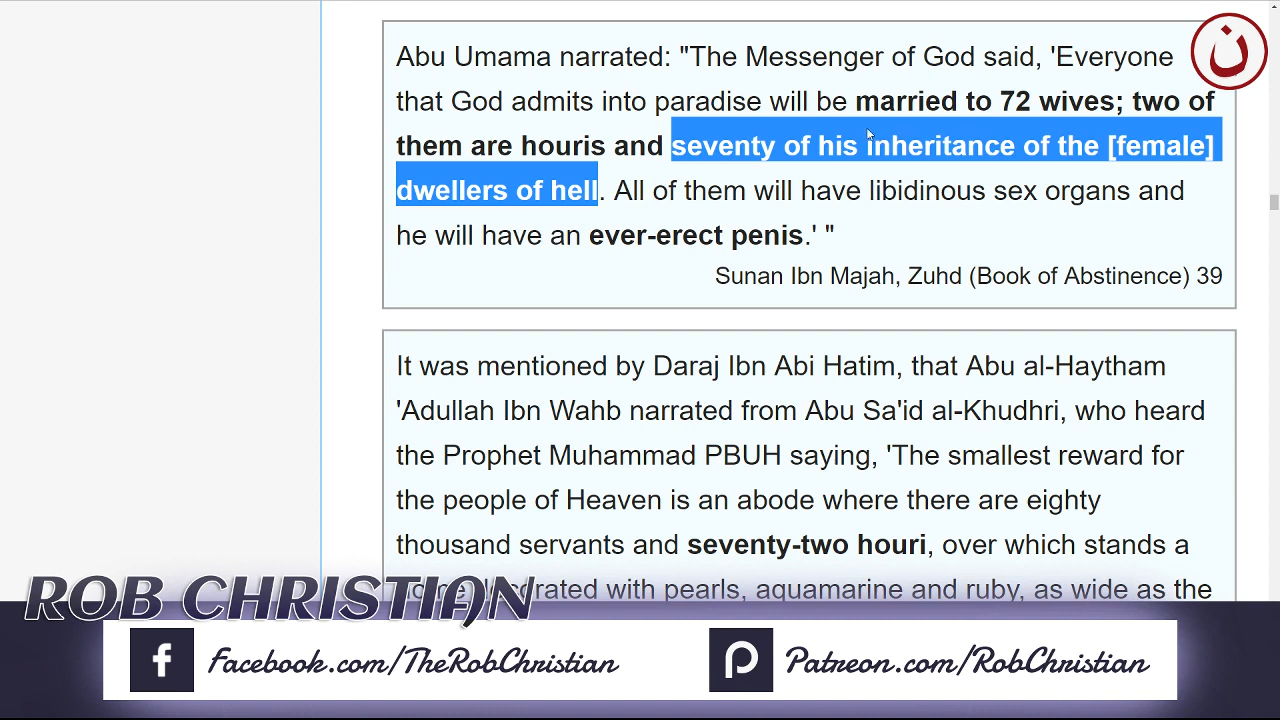 Abu Umama narrated: "The Messenger of God said, 'Everyone
that God admits into paradise will be married to 72 wives; two of
them are houris and seventy of his inheritance of the [female]
dwellers of hell. All of them will have libidinous sex organs and
he will have an ever-erect penis.' "
Sunan Ibn Majah, Zuhd (Book of Abstinence) 39
It was mentioned by Daraj Ibn Abi Hatim, that Abu al-Haytham
'Adullah Ibn Wahb narrated from Abu Sa'id al-Khudhri, who heard
the Prophet Muhammad PBUH saying, 'The smallest reward for
the people of Heaven is an abode where there are eighty
thousand servants and seventy-two houri, over which stands a
decorated with pearls, aquamarine and ruby, as wide as the
ROB CHRISTIAN
Facebook.com/TheRobChristian
Patreon.com/RobChristian
ن